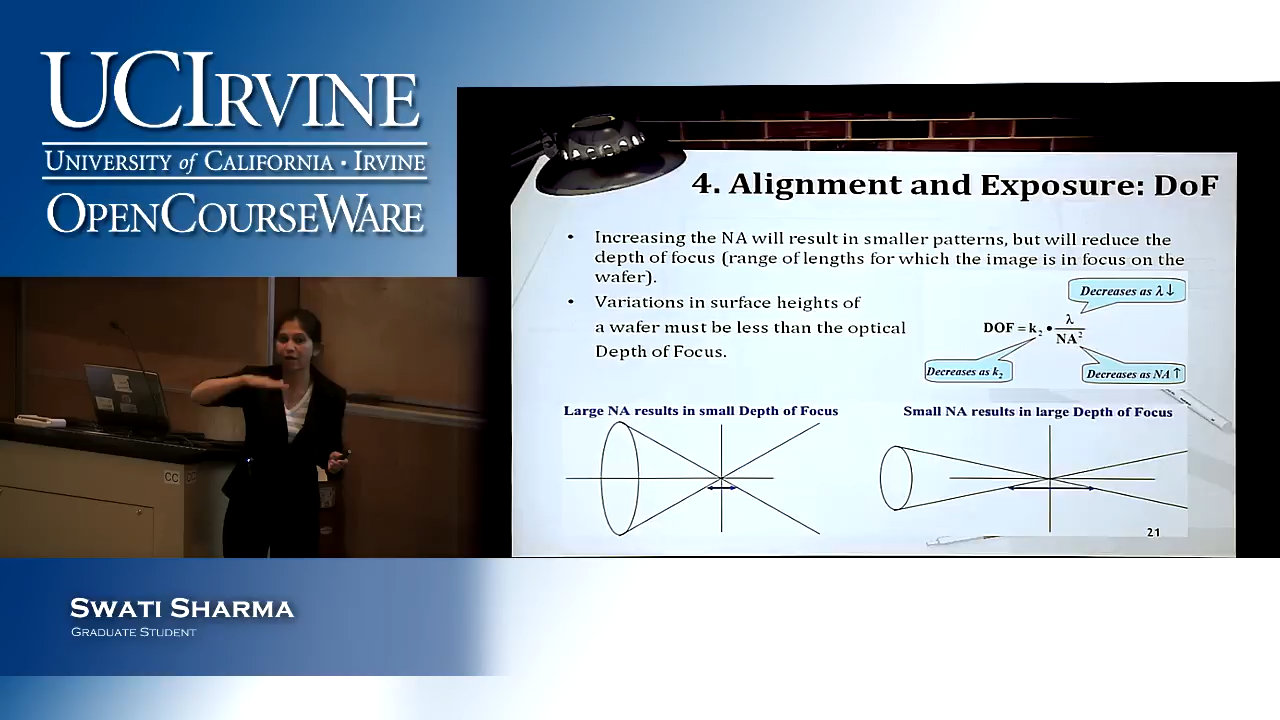 UCIRVINE
UNIVERSITY of CALIFORNIA · IRVINE
OPENCOURSEWARE
4. Alignment and Exposure: DoF
• Increasing the NA will result in smaller patterns, but will reduce the
depth of focus (range of lengths for which the image is in focus on the
wafer).
• Variations in surface heights of
a wafer must be less than the optical
Depth of Focus.
Decreases as λ↓
DOF = k₂ • λ/NA²
Decreases as k₂
Decreases as NA↑
Large NA results in small Depth of Focus
Small NA results in large Depth of Focus
21
CC
CC
SWATI SHARMA
GRADUATE STUDENT